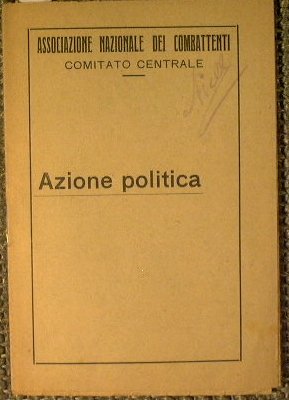 ASSOCIAZIONE NAZIONALE DEI COMBATTENTI
COMITATO CENTRALE
Azione politica